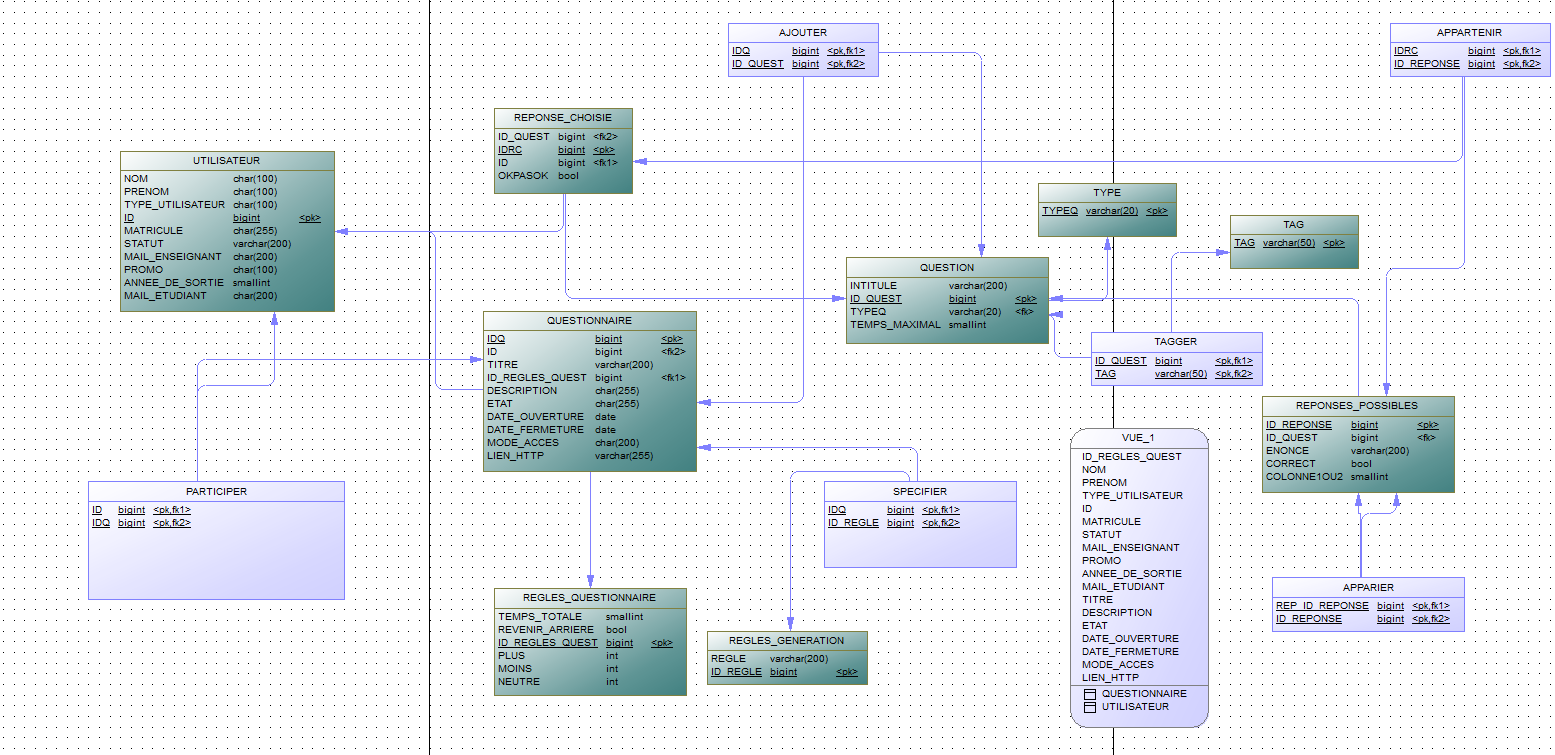 AJOUTER
IDQ bigint <pk,fk1>
ID_QUEST bigint <pk,fk2>
APPARTENIR
IDRC bigint <pk,fk1>
ID_REPONSE bigint <pk,fk2>
REPONSE_CHOISIE
ID_QUEST bigint <fk2>
IDRC bigint <pk>
ID bigint <fk1>
OKPASOK bool
UTILISATEUR
NOM char(100)
PRENOM char(100)
TYPE_UTILISATEUR char(100)
ID bigint <pk>
MATRICULE char(255)
STATUT varchar(200)
MAIL_ENSEIGNANT char(200)
PROMO char(100)
ANNEE_DE_SORTIE smallint
MAIL_ETUDIANT char(200)
TYPE
TYPEQ varchar(20) <pk>
TAG
TAG varchar(50) <pk>
QUESTION
INTITULE varchar(200)
ID_QUEST bigint <pk>
TYPEQ varchar(20) <fk>
TEMPS_MAXIMAL smallint
QUESTIONNAIRE
IDQ bigint <pk>
ID bigint <fk2>
TITRE varchar(200)
ID_REGLES_QUEST bigint <fk1>
DESCRIPTION char(255)
ETAT char(255)
DATE_OUVERTURE date
DATE_FERMETURE date
MODE_ACCES char(200)
LIEN_HTTP varchar(255)
TAGGER
ID_QUEST bigint <pk,fk1>
TAG varchar(50) <pk,fk2>
REPONSES_POSSIBLES
ID_REPONSE bigint <pk>
ID_QUEST bigint <fk>
ENONCE varchar(200)
CORRECT bool
COLONNE1OU2 smallint
VUE_1
ID_REGLES_QUEST
NOM
PRENOM
TYPE_UTILISATEUR
ID
MATRICULE
STATUT
MAIL_ENSEIGNANT
PROMO
ANNEE_DE_SORTIE
MAIL_ETUDIANT
TITRE
DESCRIPTION
ETAT
DATE_OUVERTURE
DATE_FERMETURE
MODE_ACCES
LIEN_HTTP
QUESTIONNAIRE
UTILISATEUR
PARTICIPER
ID bigint <pk,fk1>
IDQ bigint <pk,fk2>
SPECIFIER
IDQ bigint <pk,fk1>
ID_REGLE bigint <pk,fk2>
APPARIER
REP_ID_REPONSE bigint <pk,fk1>
ID_REPONSE bigint <pk,fk2>
REGLES_QUESTIONNAIRE
TEMPS_TOTALE smallint
REVENIR_ARRIERE bool
ID_REGLES_QUEST bigint <pk>
PLUS int
MOINS int
NEUTRE int
REGLES_GENERATION
REGLE varchar(200)
ID_REGLE bigint <pk>